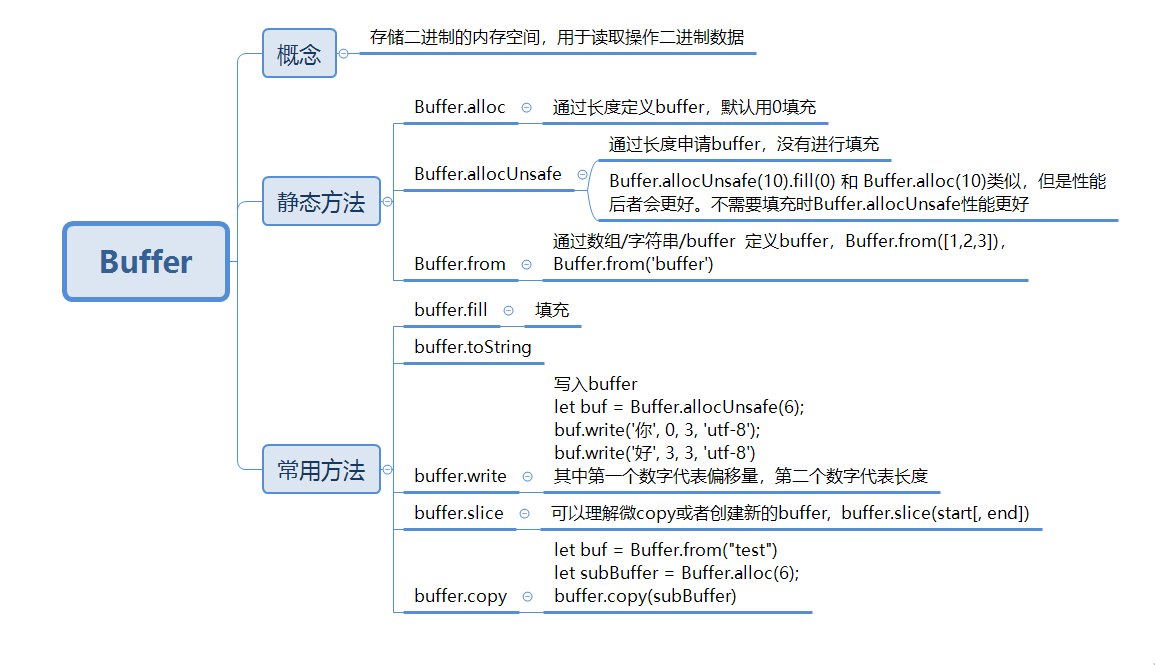 Buffer
概念
存储二进制的内存空间，用于读取操作二进制数据
静态方法
Buffer.alloc
通过长度定义buffer，默认用0填充
Buffer.allocUnsafe
通过长度申请buffer，没有进行填充
Buffer.allocUnsafe(10).fill(0) 和 Buffer.alloc(10)类似，但是性能
后者会更好。不需要填充时Buffer.allocUnsafe性能更好
Buffer.from
通过数组/字符串/buffer 定义buffer，Buffer.from([1,2,3]),
Buffer.from('buffer')
常用方法
buffer.fill
填充
buffer.toString
buffer.write
写入buffer
let buf = Buffer.allocUnsafe(6);
buf.write('你', 0, 3, 'utf-8');
buf.write('好', 3, 3, 'utf-8')
其中第一个数字代表偏移量，第二个数字代表长度
buffer.slice
可以理解微copy或者创建新的buffer，buffer.slice(start[, end])
buffer.copy
let buf = Buffer.from("test")
let subBuffer = Buffer.alloc(6);
buffer.copy(subBuffer)